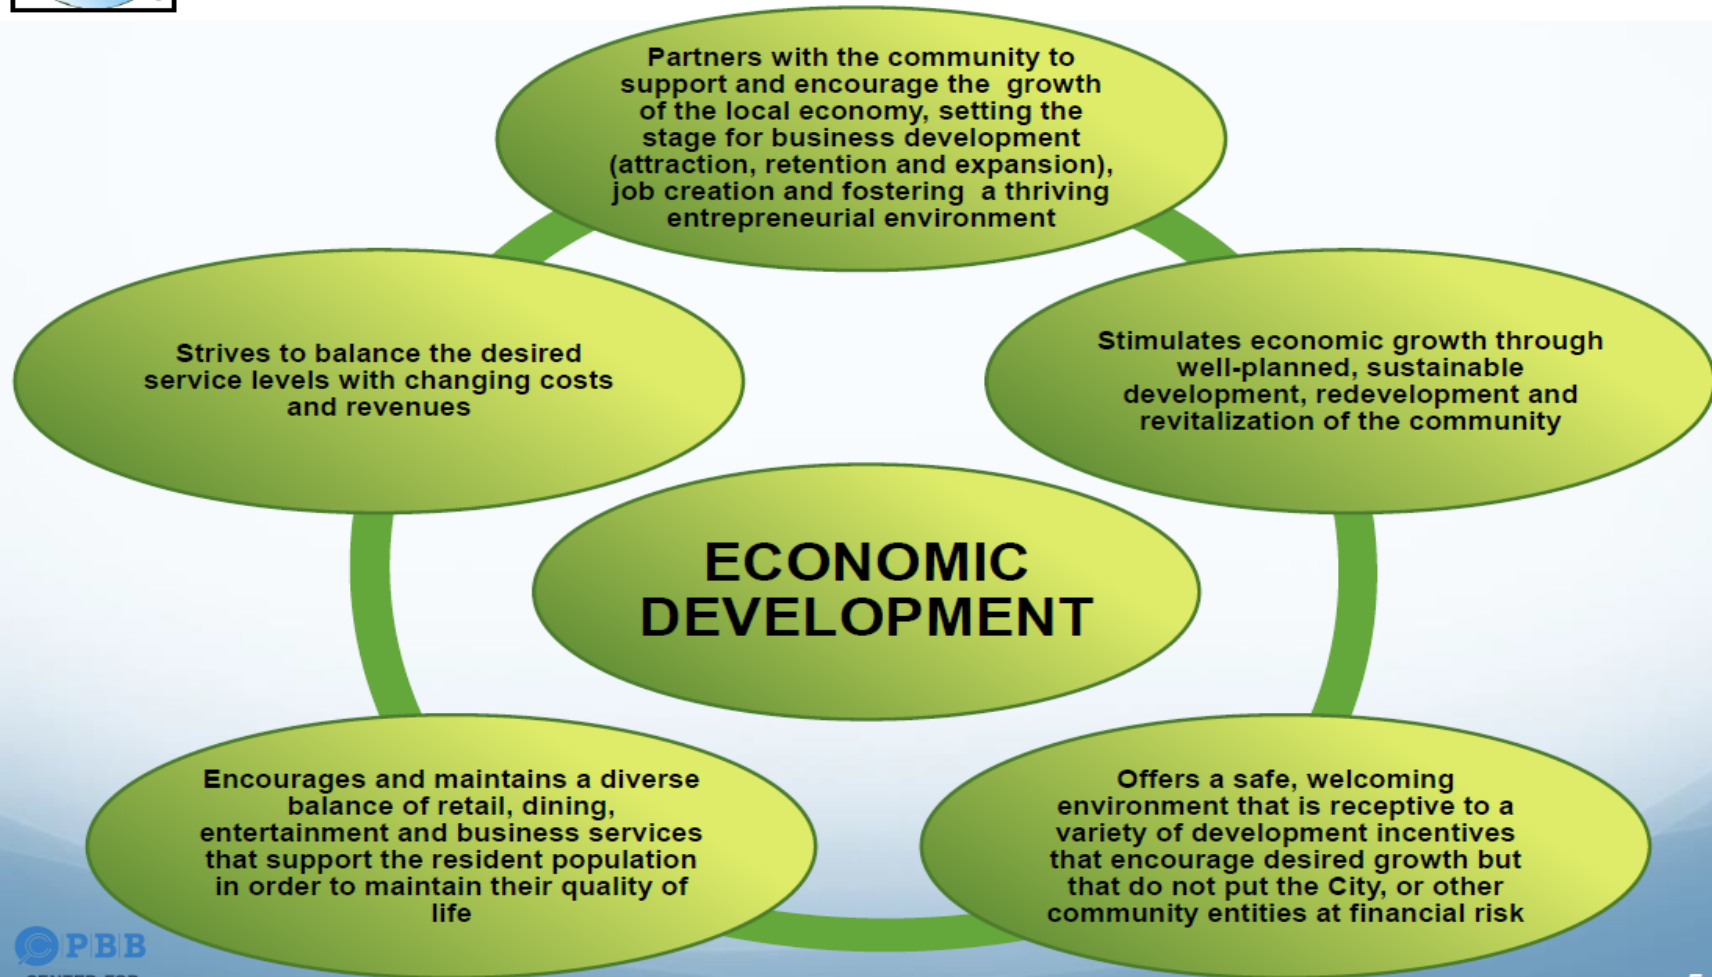 Partners with the community to
support and encourage the growth
of the local economy, setting the
stage for business development
(attraction, retention and expansion),
job creation and fostering a thriving
entrepreneurial environment
Strives to balance the desired
service levels with changing costs
and revenues
Stimulates economic growth through
well-planned, sustainable
development, redevelopment and
revitalization of the community
ECONOMIC
DEVELOPMENT
Encourages and maintains a diverse
balance of retail, dining,
entertainment and business services
that support the resident population
in order to maintain their quality of
life
Offers a safe, welcoming
environment that is receptive to a
variety of development incentives
that encourage desired growth but
that do not put the City, or other
community entities at financial risk
CPBB
CENTER FOR